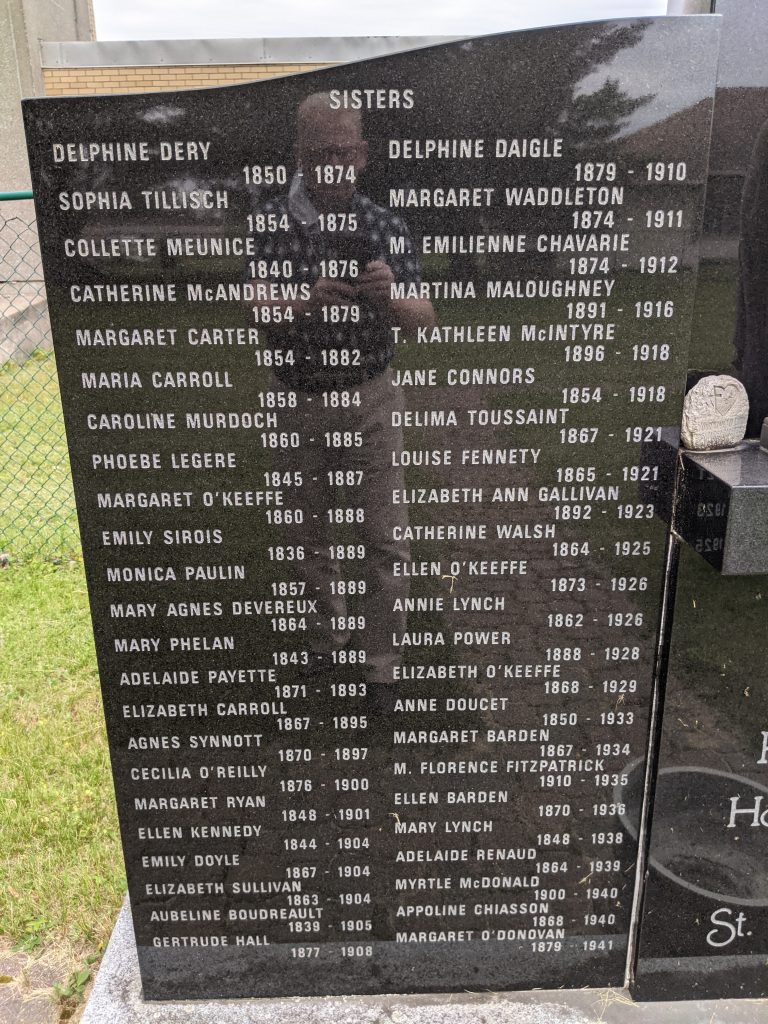 SISTERS
DELPHINE DERY
1850 - 1874
SOPHIA TILLISCH
1854 - 1875
COLLETTE MEUNICE
1840 - 1876
CATHERINE McANDREWS
1854 - 1879
MARGARET CARTER
1854 - 1882
MARIA CARROLL
1858 - 1884
CAROLINE MURDOCH
1860 - 1885
PHOEBE LEGERE
1845 - 1887
MARGARET O'KEEFFE
1860 - 1888
EMILY SIROIS
1836 - 1889
MONICA PAULIN
1857 - 1889
MARY AGNES DEVEREUX
1864 - 1889
MARY PHELAN
1843 - 1889
ADELAIDE PAYETTE
1871 - 1893
ELIZABETH CARROLL
1867 - 1895
AGNES SYNNOTT
1870 - 1897
CECILIA O'REILLY
1876 - 1900
MARGARET RYAN
1848 - 1901
ELLEN KENNEDY
1844 - 1904
EMILY DOYLE
1867 - 1904
ELIZABETH SULLIVAN
1863 - 1904
AUBELINE BOUDREAULT
1839 - 1905
GERTRUDE HALL
1877 - 1908
DELPHINE DAIGLE
1879 - 1910
MARGARET WADDLETON
1874 - 1911
M. EMILIENNE CHAVARIE
1874 - 1912
MARTINA MALOUGHNEY
1891 - 1916
T. KATHLEEN McINTYRE
1896 - 1918
JANE CONNORS
1854 - 1918
DELIMA TOUSSAINT
1867 - 1921
LOUISE FENNETY
1865 - 1921
ELIZABETH ANN GALLIVAN
1892 - 1923
CATHERINE WALSH
1864 - 1925
ELLEN O'KEEFFE
1873 - 1926
ANNIE LYNCH
1862 - 1926
LAURA POWER
1888 - 1928
ELIZABETH O'KEEFFE
1868 - 1929
ANNE DOUCET
1850 - 1933
MARGARET BARDEN
1867 - 1934
M. FLORENCE FITZPATRICK
1910 - 1935
ELLEN BARDEN
1870 - 1936
MARY LYNCH
1848 - 1938
ADELAIDE RENAUD
1864 - 1939
MYRTLE McDONALD
1900 - 1940
APPOLINE CHIASSON
1868 - 1940
MARGARET O'DONOVAN
1879 - 1941
Ho
St.